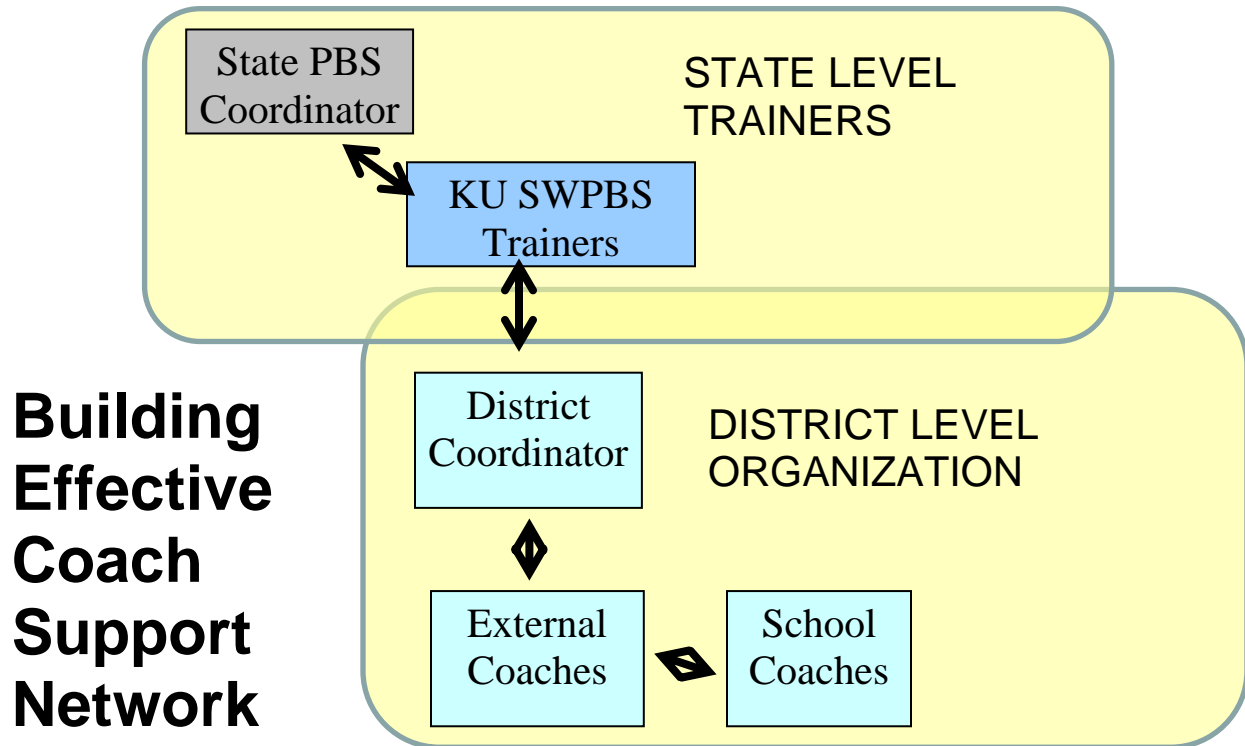 State PBS
Coordinator
STATE LEVEL
TRAINERS
KU SWPBS
Trainers
Building
Effective
Coach
Support
Network
District
Coordinator
DISTRICT LEVEL
ORGANIZATION
External
Coaches
School
Coaches